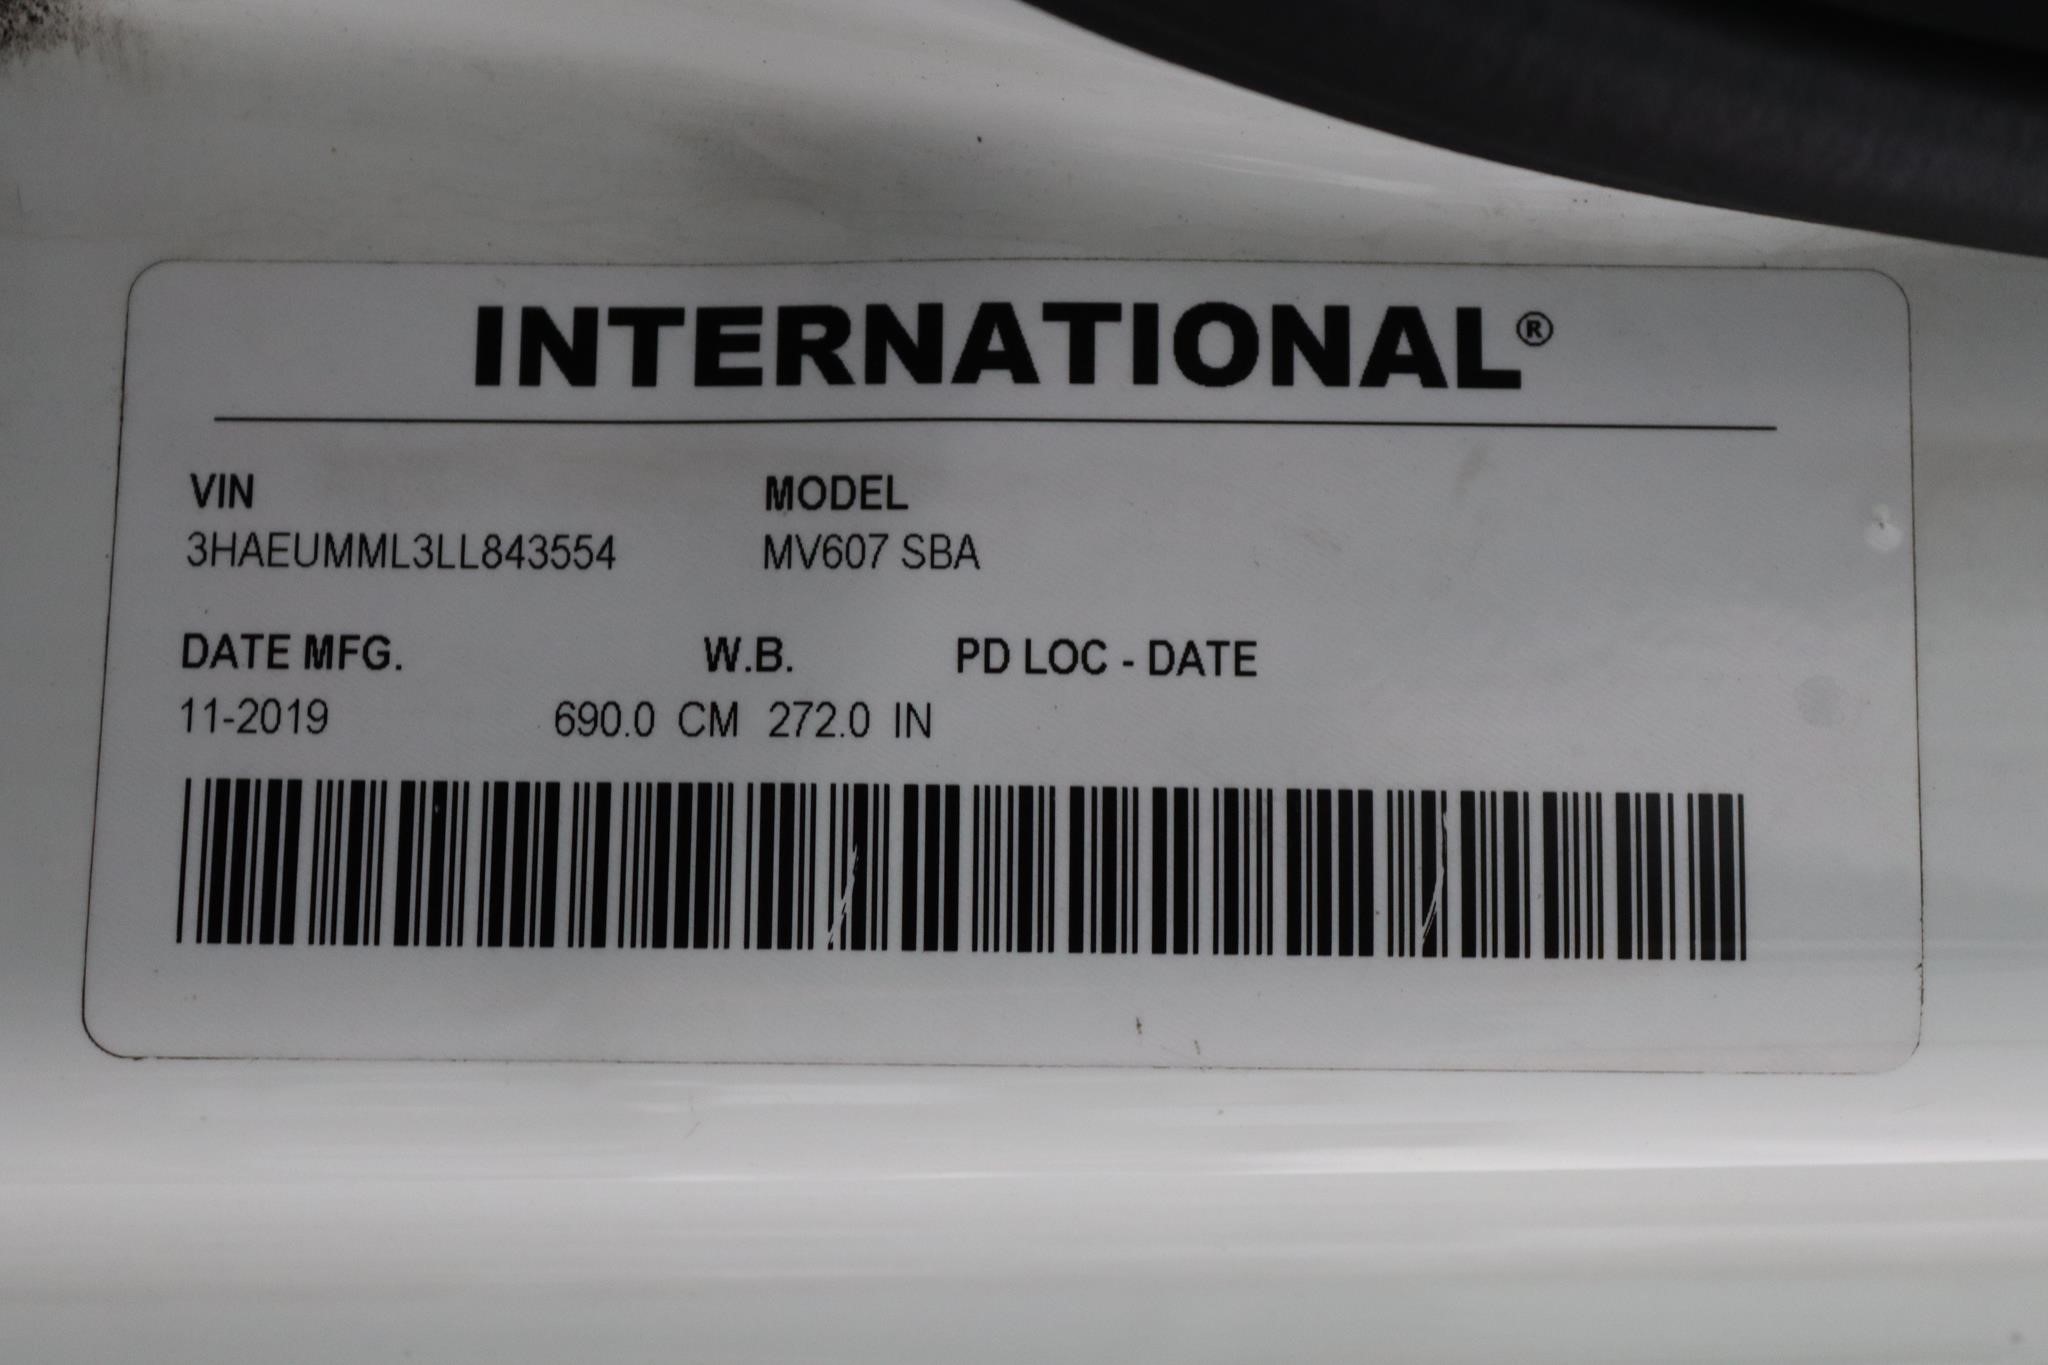 INTERNATIONAL®
VIN MODEL
3HAEUMML3LL843554 MV607 SBA
DATE MFG. W.B. PD LOC - DATE
11-2019 690.0 CM 272.0 IN